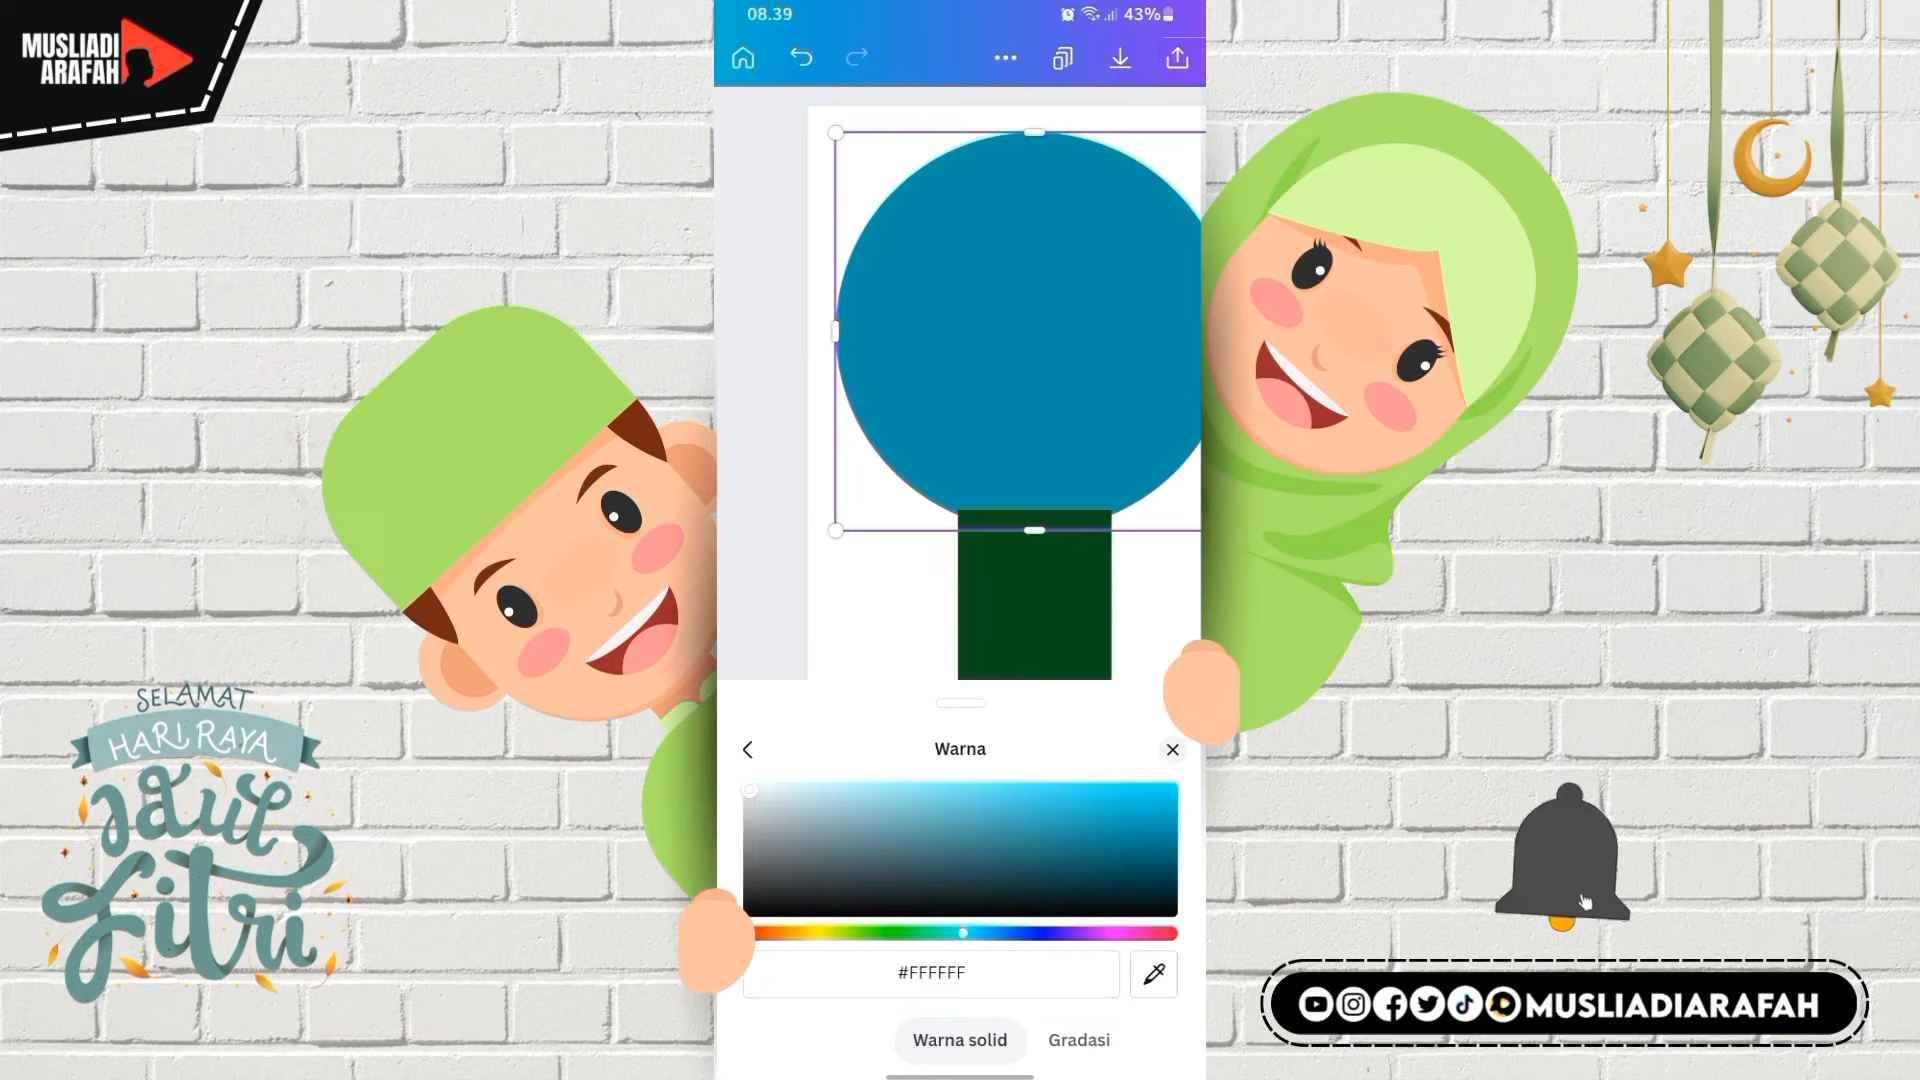 MUSLIADI
ARAFAH
08.39
43%
SELAMAT
HARI RAYA
Idul
Fitri
Warna
#FFFFFF
Warna solid
Gradasi
MUSLIADIARAFAH